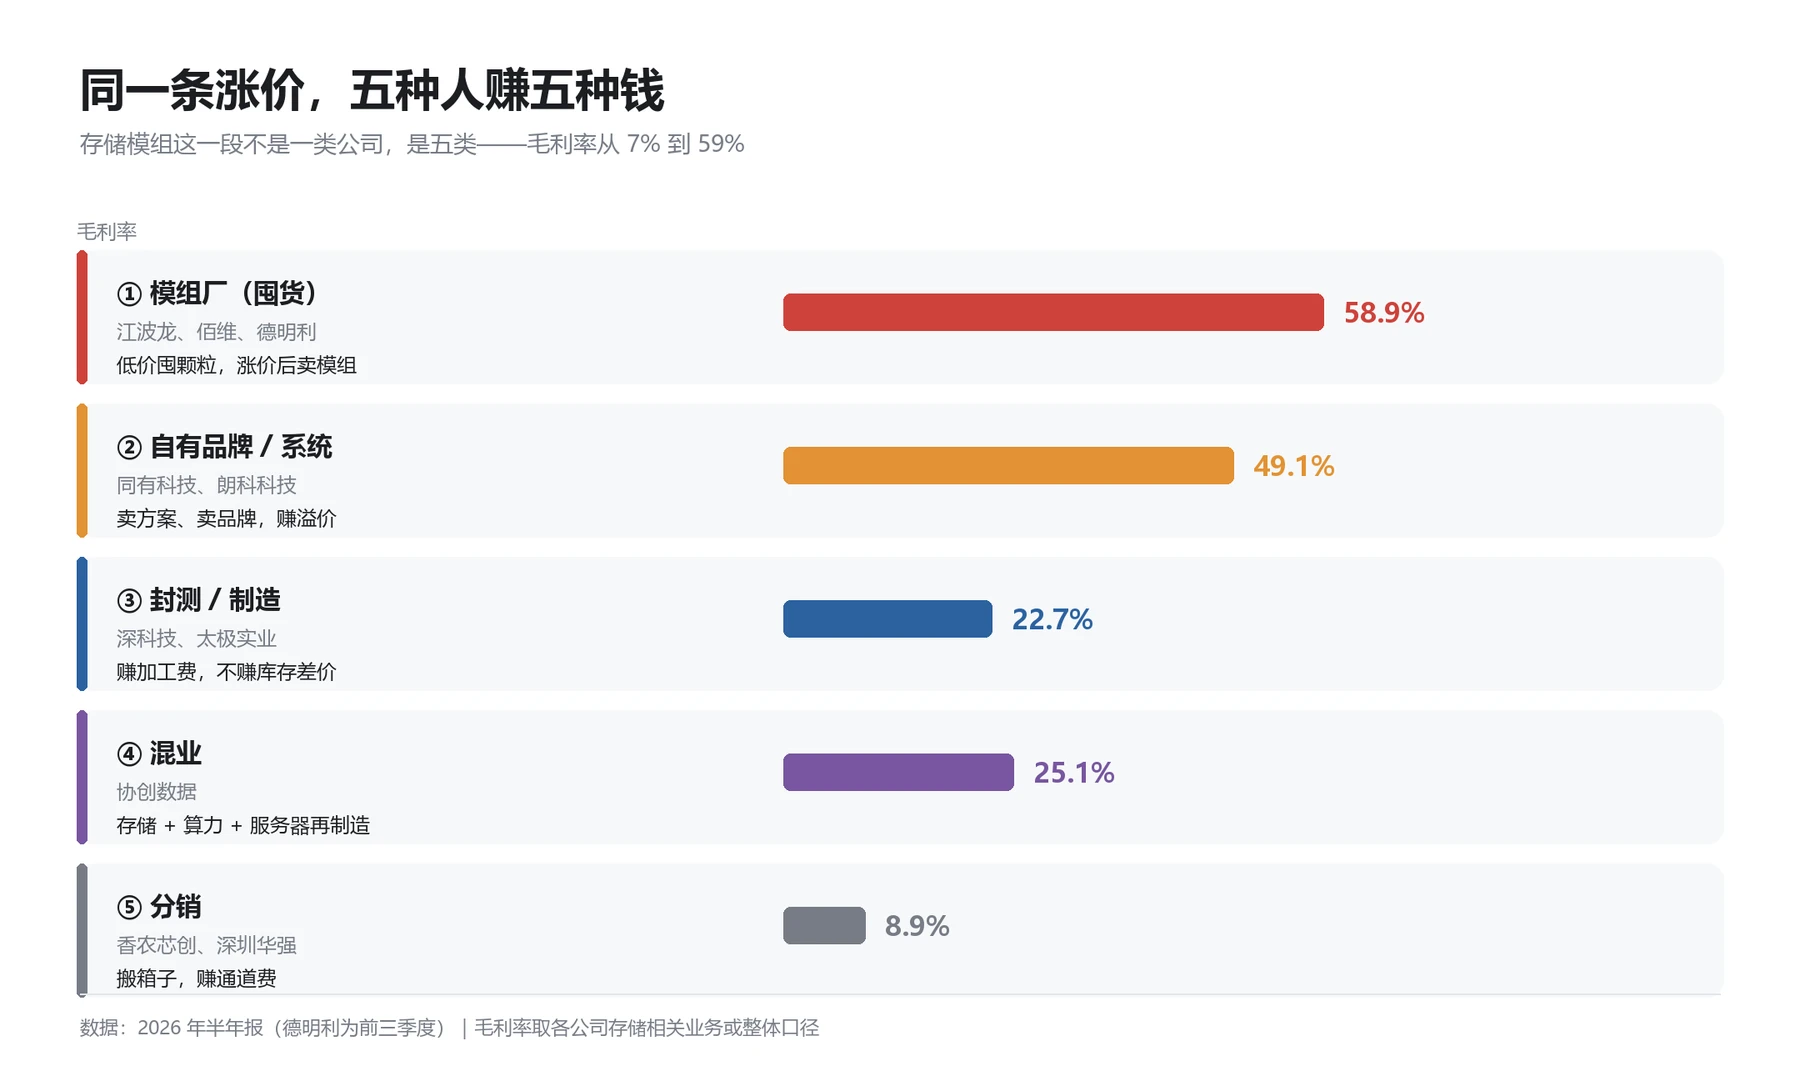 同一条涨价，五种人赚五种钱
存储模组这一段不是一类公司，是五类——毛利率从 7% 到 59%
毛利率
① 模组厂（囤货）
江波龙、佰维、德明利
低价囤颗粒，涨价后卖模组
58.9%
② 自有品牌 / 系统
同有科技、朗科科技
卖方案、卖品牌，赚溢价
49.1%
③ 封测 / 制造
深科技、太极实业
赚加工费，不赚库存差价
22.7%
④ 混业
协创数据
存储 + 算力 + 服务器再制造
25.1%
⑤ 分销
香农芯创、深圳华强
搬箱子，赚通道费
8.9%
数据：2026 年半年报（德明利为前三季度）｜毛利率取各公司存储相关业务或整体口径